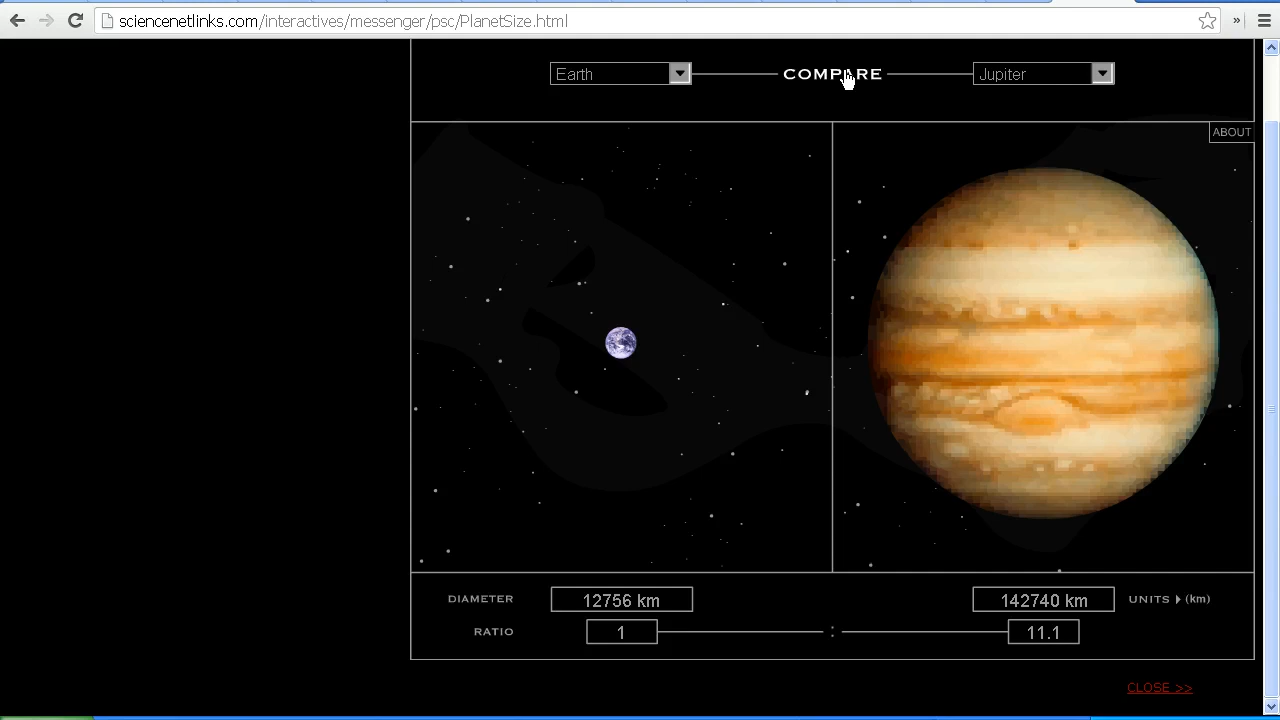 sciencenetlinks.com/interactives/messenger/psc/PlanetSize.html
Earth COMPARE Jupiter
ABOUT
DIAMETER 12756 km 142740 km UNITS (km)
RATIO 1 : 11.1
CLOSE >>